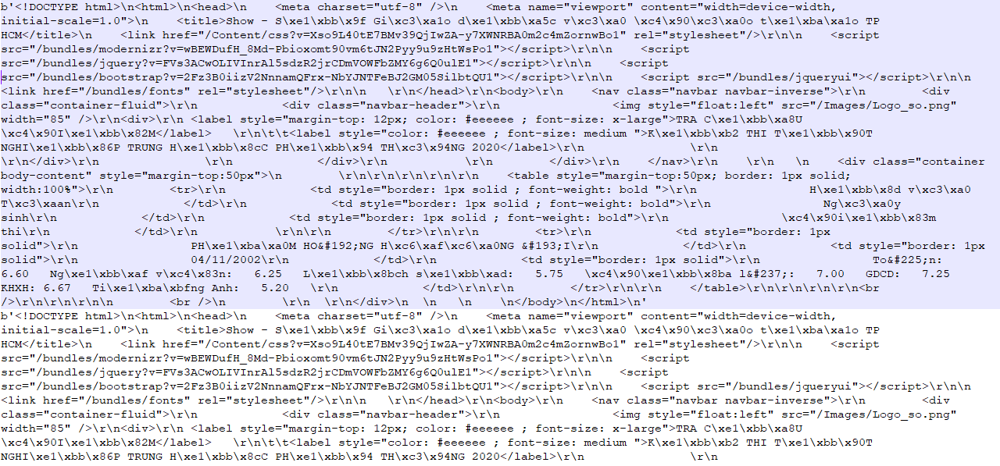 b'<!DOCTYPE html>\n<html>\n<head>\n    <meta charset="utf-8" />\n    <meta name="viewport" content="width=device-width,
initial-scale=1.0">\n    <title>Show - S\xe1\xbb\x9f Gi\xc3\xa1o d\xe1\xbb\xa5c v\xc3\xa0 \xc4\x90\xc3\xa0o t\xe1\xba\xa1o TP
HCM</title>\n    <link href="/Content/css?v=Xso9L40tE7BMv39QjIwZA-y7XWNRBA0m2c4mZornwBo1" rel="stylesheet"/>\r\n\n    <script
src="/bundles/modernizr?v=wBEWDufH_8Md-Pbioxomt90vm6tJN2Pyy9u9zHtWsPo1"></script>\r\n\n    <script
src="/bundles/jquery?v=FVs3ACwOLIVInrAl5sdzR2jrCDmVOWFbZMY6g6Q0ulE1"></script>\r\n\n    <script
src="/bundles/bootstrap?v=2Fz3B0iizV2NnnamQFrx-NbYJNTFeBJ2GM05SilbtQU1"></script>\r\n\n    <script src="/bundles/jqueryui"></script>\r\n\n
<link href="/bundles/fonts" rel="stylesheet"/>\r\n\n   \r\n</head>\r\n<body>\r\n    <nav class="navbar navbar-inverse">\r\n        <div
class="container-fluid">\r\n            <div class="navbar-header">\r\n                <img style="float:left" src="/Images/Logo_so.png"
width="85" />\r\n<div>\r\n <label style="margin-top: 12px; color: #eeeeee ; font-size: x-large">TRA C\xe1\xbb\xa8U
\xc4\x90I\xe1\xbb\x82M</label>   \r\n\t\t<label style="color: #eeeeee ; font-size: medium ">K\xe1\xbb\xb2 THI T\xe1\xbb\x90T
NGHI\xe1\xbb\x86P TRUNG H\xe1\xbb\x8cC PH\xe1\xbb\x94 TH\xc3\x94NG 2020</label>\r\n               \r\n
\r\n</div>\r\n                \r\n            </div>\r\n            \r\n        </div>\r\n    </nav>\r\n    \r\n   \n    <div class="container
body-content" style="margin-top:50px">\n        \r\n\r\n\r\n\r\n\r\n    <table style="margin-top:50px; border: 1px solid;
width:100%">\r\n        <tr>\r\n            <td style="border: 1px solid ; font-weight: bold ">\r\n                H\xe1\xbb\x8d v\xc3\xa0
T\xc3\xaan\r\n            </td>\r\n            <td style="border: 1px solid ; font-weight: bold">\r\n                Ng\xc3\xa0y
sinh\r\n            </td>\r\n            <td style="border: 1px solid ; font-weight: bold">\r\n                \xc4\x90i\xe1\xbb\x83m
thi\r\n            </td>\r\n            \r\n\r\n        </tr>\r\n\r\n        <tr>\r\n            <td style="border: 1px
solid">\r\n                PH\xe1\xba\xa0M HO&#192;NG H\xc6\xaf\xc6\xa0NG &#193;I\r\n            </td>\r\n            <td style="border: 1px
solid">\r\n                04/11/2002\r\n            </td>\r\n            <td style="border: 1px solid">\r\n                To&#225;n:
6.60   Ng\xe1\xbb\xaf v\xc4\x83n:   6.25   L\xe1\xbb\x8bch s\xe1\xbb\xad:   5.75   \xc4\x90\xe1\xbb\x8ba l&#237;:   7.00   GDCD:   7.25
KHXH: 6.67   Ti\xe1\xba\xbfng Anh:   5.20   \r\n            </td>\r\n\r\n        </tr>\r\n\r\n    </table>\r\n\r\n\r\n\r\n<br
/>\r\n\r\n\r\n\n        <br />\n        \r\n  \r\n</div>\n  \n   \n    \n</body>\n</html>\n'
b'<!DOCTYPE html>\n<html>\n<head>\n    <meta charset="utf-8" />\n    <meta name="viewport" content="width=device-width,
initial-scale=1.0">\n    <title>Show - S\xe1\xbb\x9f Gi\xc3\xa1o d\xe1\xbb\xa5c v\xc3\xa0 \xc4\x90\xc3\xa0o t\xe1\xba\xa1o TP
HCM</title>\n    <link href="/Content/css?v=Xso9L40tE7BMv39QjIwZA-y7XWNRBA0m2c4mZornwBo1" rel="stylesheet"/>\r\n\n    <script
src="/bundles/modernizr?v=wBEWDufH_8Md-Pbioxomt90vm6tJN2Pyy9u9zHtWsPo1"></script>\r\n\n    <script
src="/bundles/jquery?v=FVs3ACwOLIVInrAl5sdzR2jrCDmVOWFbZMY6g6Q0ulE1"></script>\r\n\n    <script
src="/bundles/bootstrap?v=2Fz3B0iizV2NnnamQFrx-NbYJNTFeBJ2GM05SilbtQU1"></script>\r\n\n    <script src="/bundles/jqueryui"></script>\r\n\n
<link href="/bundles/fonts" rel="stylesheet"/>\r\n\n   \r\n</head>\r\n<body>\r\n    <nav class="navbar navbar-inverse">\r\n        <div
class="container-fluid">\r\n            <div class="navbar-header">\r\n                <img style="float:left" src="/Images/Logo_so.png"
width="85" />\r\n<div>\r\n <label style="margin-top: 12px; color: #eeeeee ; font-size: x-large">TRA C\xe1\xbb\xa8U
\xc4\x90I\xe1\xbb\x82M</label>   \r\n\t\t<label style="color: #eeeeee ; font-size: medium ">K\xe1\xbb\xb2 THI T\xe1\xbb\x90T
NGHI\xe1\xbb\x86P TRUNG H\xe1\xbb\x8cC PH\xe1\xbb\x94 TH\xc3\x94NG 2020</label>\r\n               \r\n